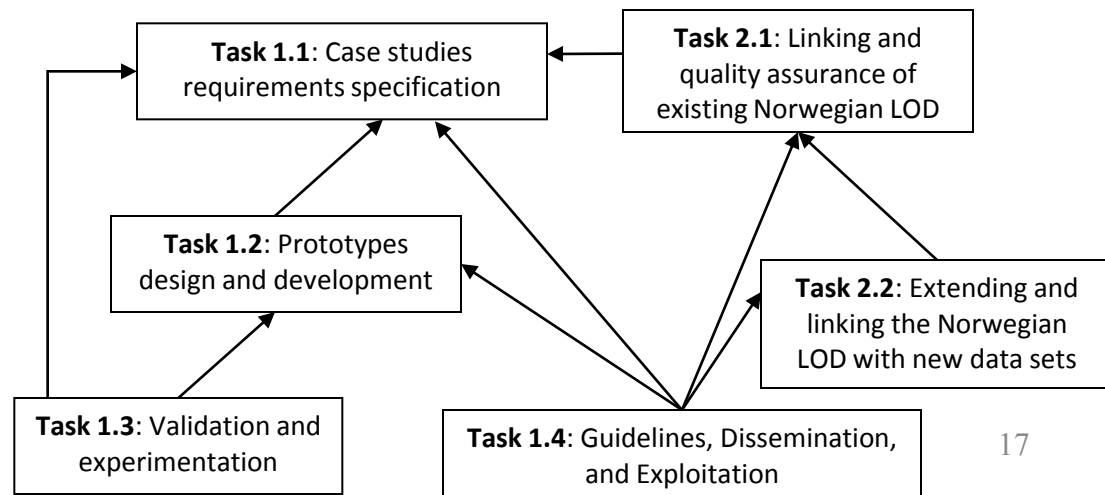 Task 1.1: Case studies
requirements specification
Task 2.1: Linking and
quality assurance of
existing Norwegian LOD
Task 1.2: Prototypes
design and development
Task 2.2: Extending and
linking the Norwegian
LOD with new data sets
Task 1.3: Validation and
experimentation
Task 1.4: Guidelines, Dissemination,
and Exploitation
17